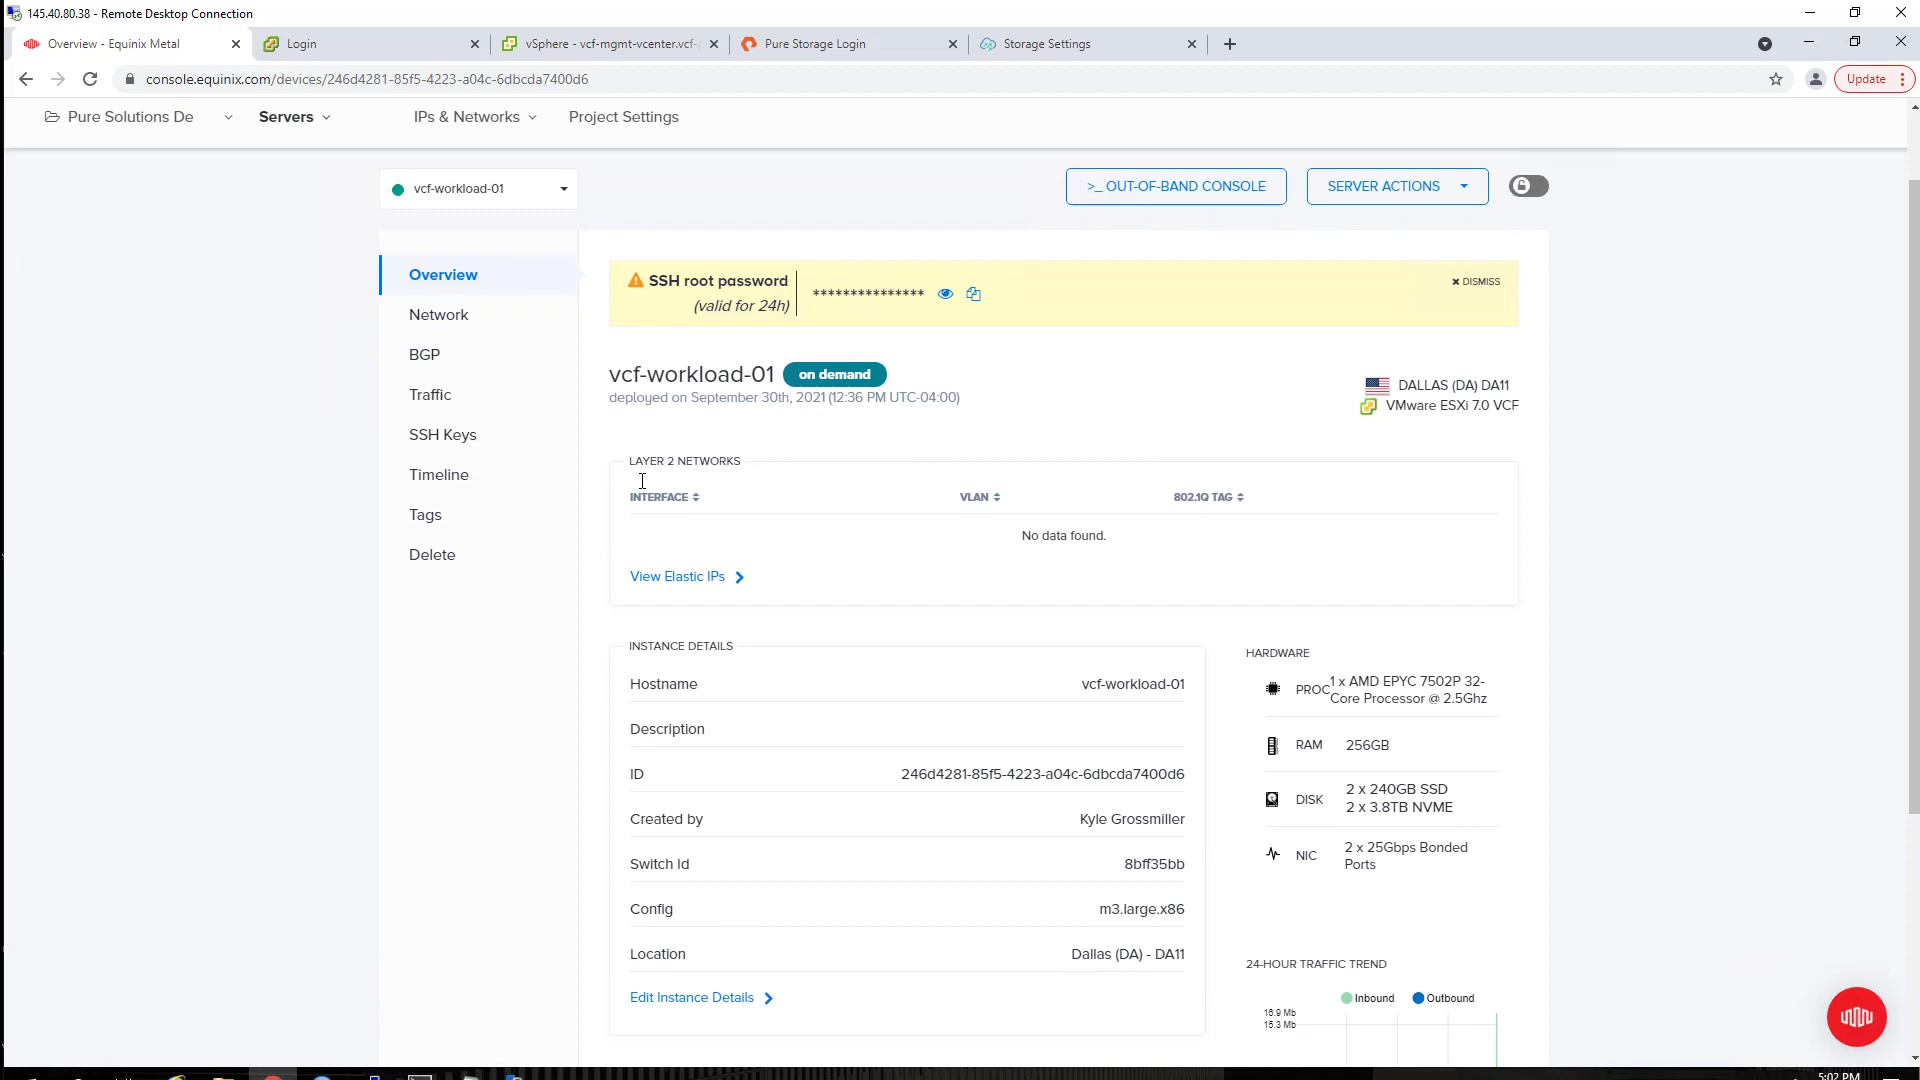 145.40.80.38 - Remote Desktop Connection
Overview - Equinix Metal
Login
vSphere - vcf-mgmt-vcenter.vcf-
Pure Storage Login
Storage Settings
console.equinix.com/devices/246d4281-85f5-4223-a04c-6dbcda7400d6
Update
Pure Solutions De
Servers
IPs & Networks
Project Settings
vcf-workload-01
>_ OUT-OF-BAND CONSOLE
SERVER ACTIONS
Overview
Network
BGP
Traffic
SSH Keys
Timeline
Tags
Delete
SSH root password
(valid for 24h)
***************
× DISMISS
vcf-workload-01
on demand
deployed on September 30th, 2021 (12:36 PM UTC-04:00)
DALLAS (DA) DA11
VMware ESXi 7.0 VCF
LAYER 2 NETWORKS
INTERFACE
VLAN
802.1Q TAG
No data found.
View Elastic IPs
INSTANCE DETAILS
Hostname
vcf-workload-01
Description
ID
246d4281-85f5-4223-a04c-6dbcda7400d6
Created by
Kyle Grossmiller
Switch Id
8bff35bb
Config
m3.large.x86
Location
Dallas (DA) - DA11
Edit Instance Details
HARDWARE
PROC
1 x AMD EPYC 7502P 32-
Core Processor @ 2.5Ghz
RAM
256GB
DISK
2 x 240GB SSD
2 x 3.8TB NVME
NIC
2 x 25Gbps Bonded
Ports
24-HOUR TRAFFIC TREND
Inbound
Outbound
16.9 Mb
15.3 Mb
5:02 PM